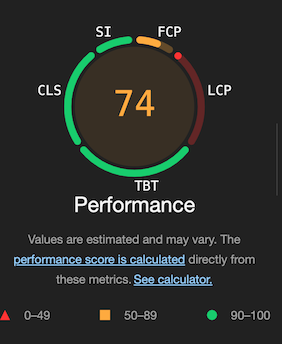 SI
FCP
CLS
LCP
74
TBT
Performance
Values are estimated and may vary. The
performance score is calculated directly from
these metrics. See calculator.
0–49
50–89
90–100